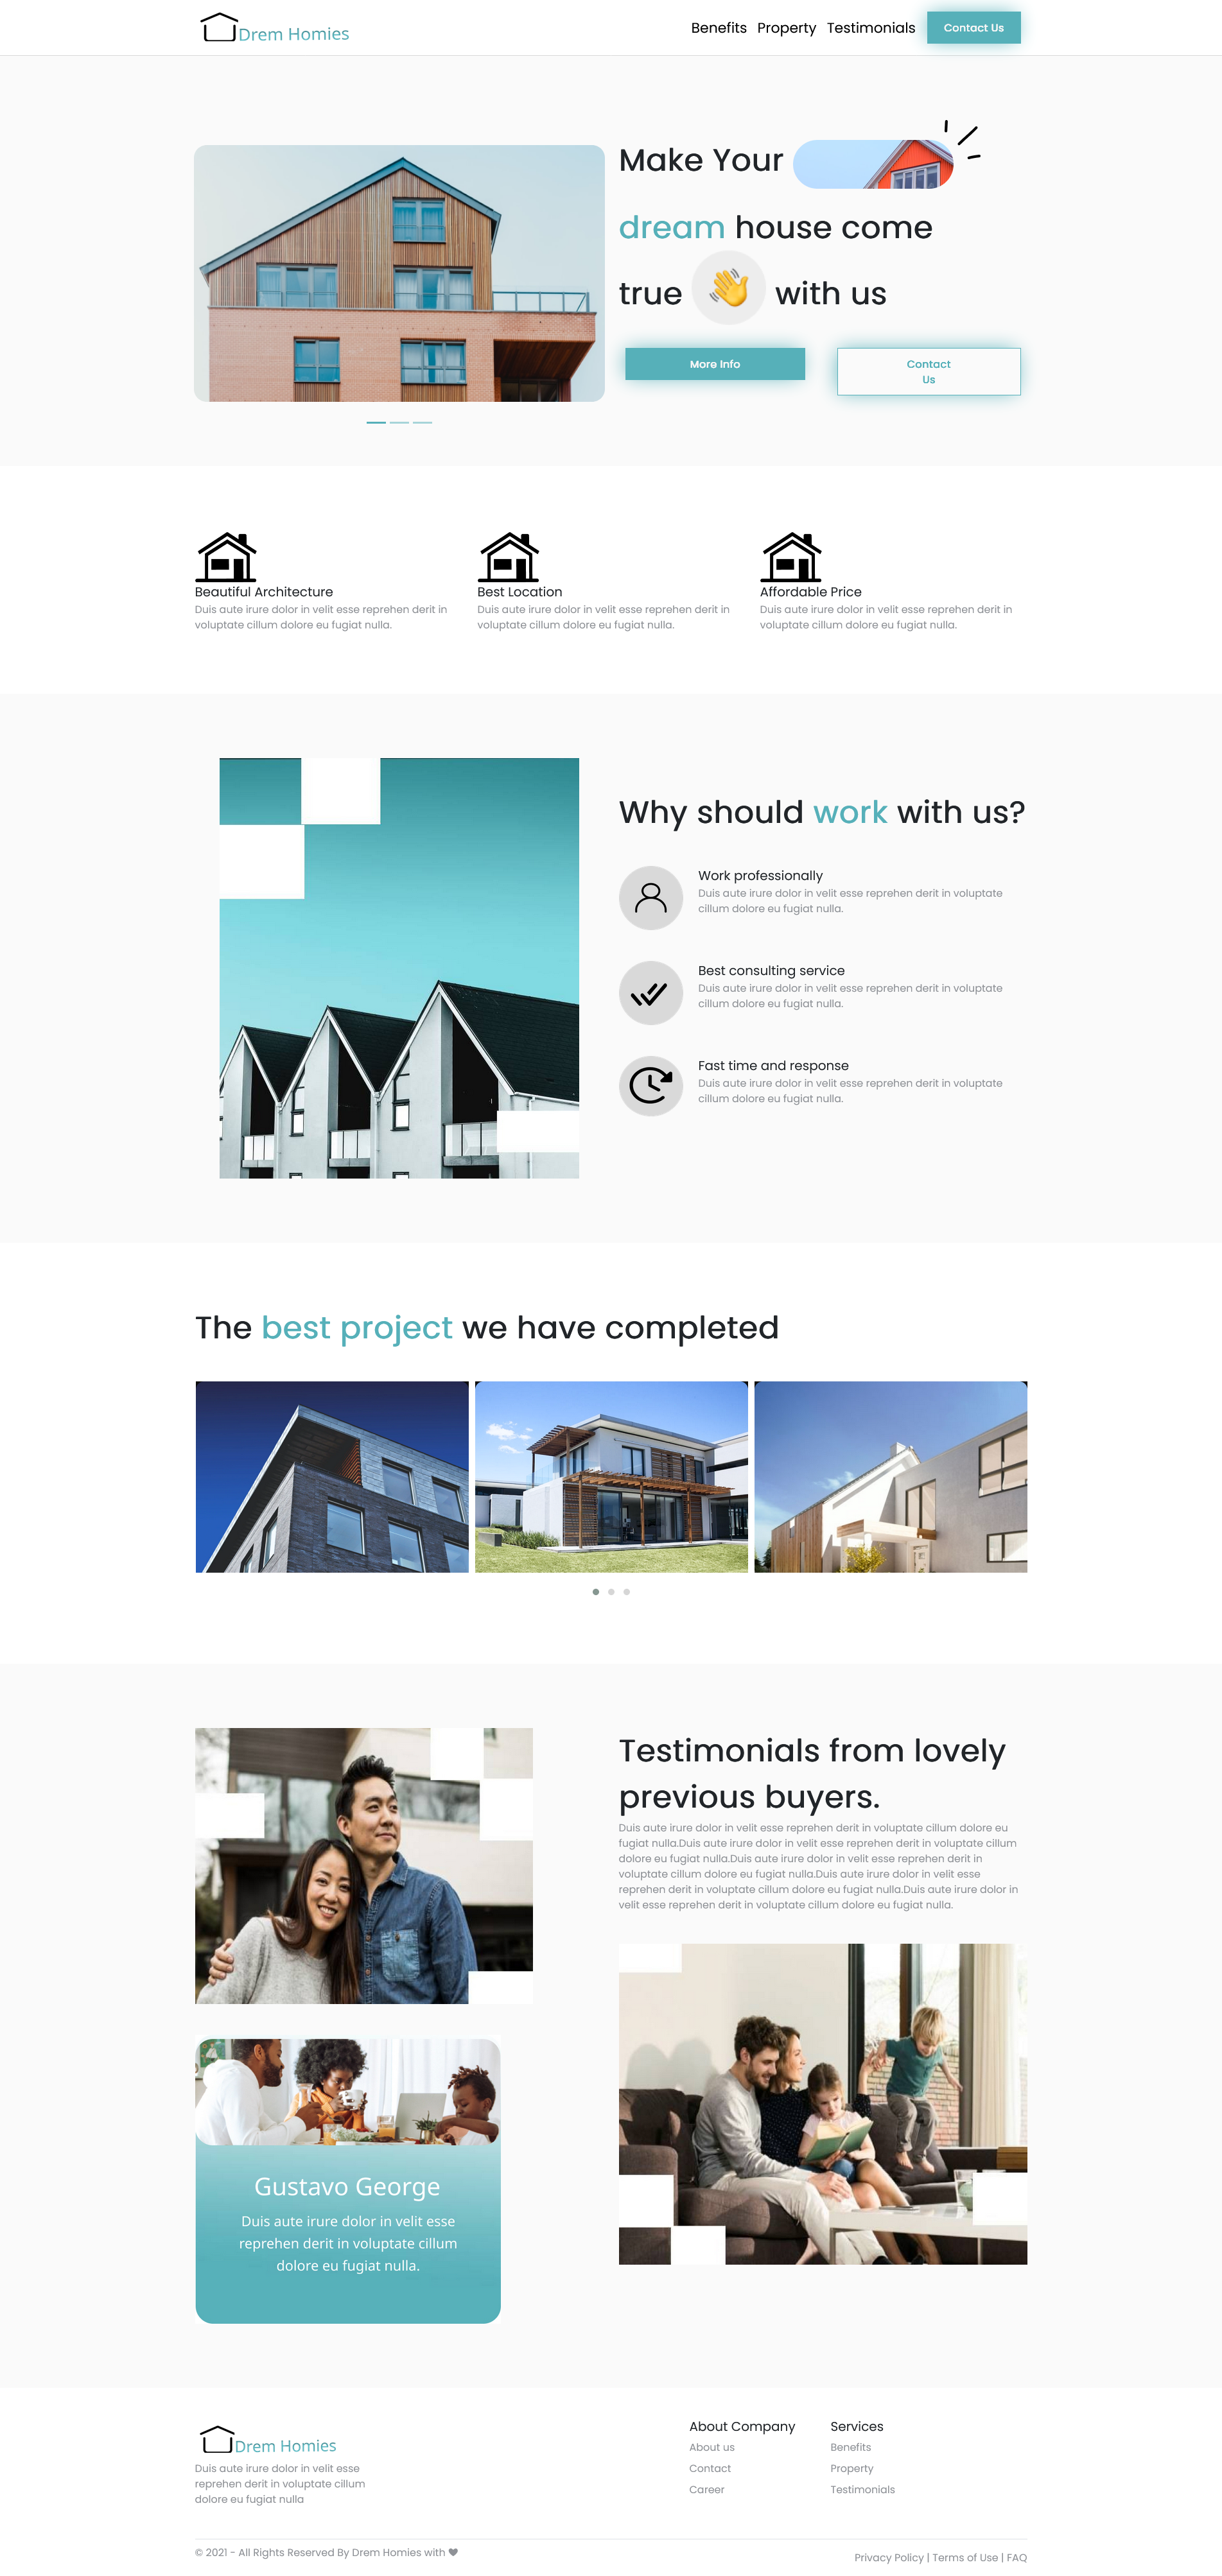 Drem Homies
Benefits Property Testimonials Contact Us
Make Your
dream house come
true with us
More Info
Contact
Us
Beautiful Architecture
Duis aute irure dolor in velit esse reprehen derit in
voluptate cillum dolore eu fugiat nulla.
Best Location
Duis aute irure dolor in velit esse reprehen derit in
voluptate cillum dolore eu fugiat nulla.
Affordable Price
Duis aute irure dolor in velit esse reprehen derit in
voluptate cillum dolore eu fugiat nulla.
Why should work with us?
Work professionally
Duis aute irure dolor in velit esse reprehen derit in voluptate
cillum dolore eu fugiat nulla.
Best consulting service
Duis aute irure dolor in velit esse reprehen derit in voluptate
cillum dolore eu fugiat nulla.
Fast time and response
Duis aute irure dolor in velit esse reprehen derit in voluptate
cillum dolore eu fugiat nulla.
The best project we have completed
Testimonials from lovely
previous buyers.
Duis aute irure dolor in velit esse reprehen derit in voluptate cillum dolore eu
fugiat nulla.Duis aute irure dolor in velit esse reprehen derit in voluptate cillum
dolore eu fugiat nulla.Duis aute irure dolor in velit esse reprehen derit in
voluptate cillum dolore eu fugiat nulla.Duis aute irure dolor in velit esse
reprehen derit in voluptate cillum dolore eu fugiat nulla.Duis aute irure dolor in
velit esse reprehen derit in voluptate cillum dolore eu fugiat nulla.
Gustavo George
Duis aute irure dolor in velit esse
reprehen derit in voluptate cillum
dolore eu fugiat nulla.
Drem Homies
Duis aute irure dolor in velit esse
reprehen derit in voluptate cillum
dolore eu fugiat nulla
About Company
About us
Contact
Career
Services
Benefits
Property
Testimonials
© 2021 - All Rights Reserved By Drem Homies with ♥
Privacy Policy | Terms of Use | FAQ